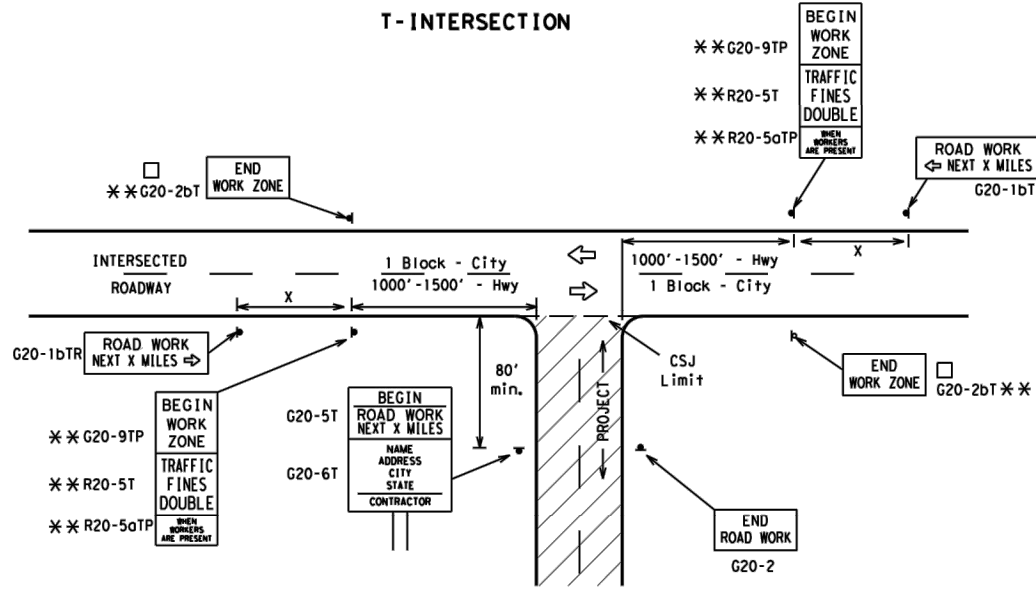 T-INTERSECTION
BEGIN
WORK
ZONE
**G20-9TP
TRAFFIC
FINES
DOUBLE
**R20-5T
WHEN
WORKERS
ARE PRESENT
**R20-5aTP
ROAD WORK
⇦ NEXT X MILES
G20-1bT
□
**G20-2bT
END
WORK ZONE
INTERSECTED
ROADWAY
X
1 Block - City
1000' -1500' - Hwy
1000' -1500' - Hwy
1 Block - City
X
G20-1bTR
ROAD WORK
NEXT X MILES ⇨
80'
min.
CSJ
Limit
PROJECT
END
WORK ZONE
□
G20-2bT **
**G20-9TP
BEGIN
WORK
ZONE
**R20-5T
TRAFFIC
FINES
DOUBLE
**R20-5aTP
WHEN
WORKERS
ARE PRESENT
G20-5T
BEGIN
ROAD WORK
NEXT X MILES
G20-6T
NAME
ADDRESS
CITY
STATE
CONTRACTOR
END
ROAD WORK
G20-2